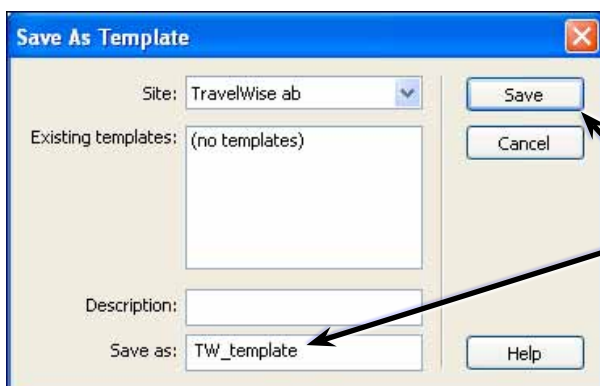 Save As Template
Site: TravelWise ab Save
Existing templates: (no templates) Cancel
Description:
Save as: TW_template Help